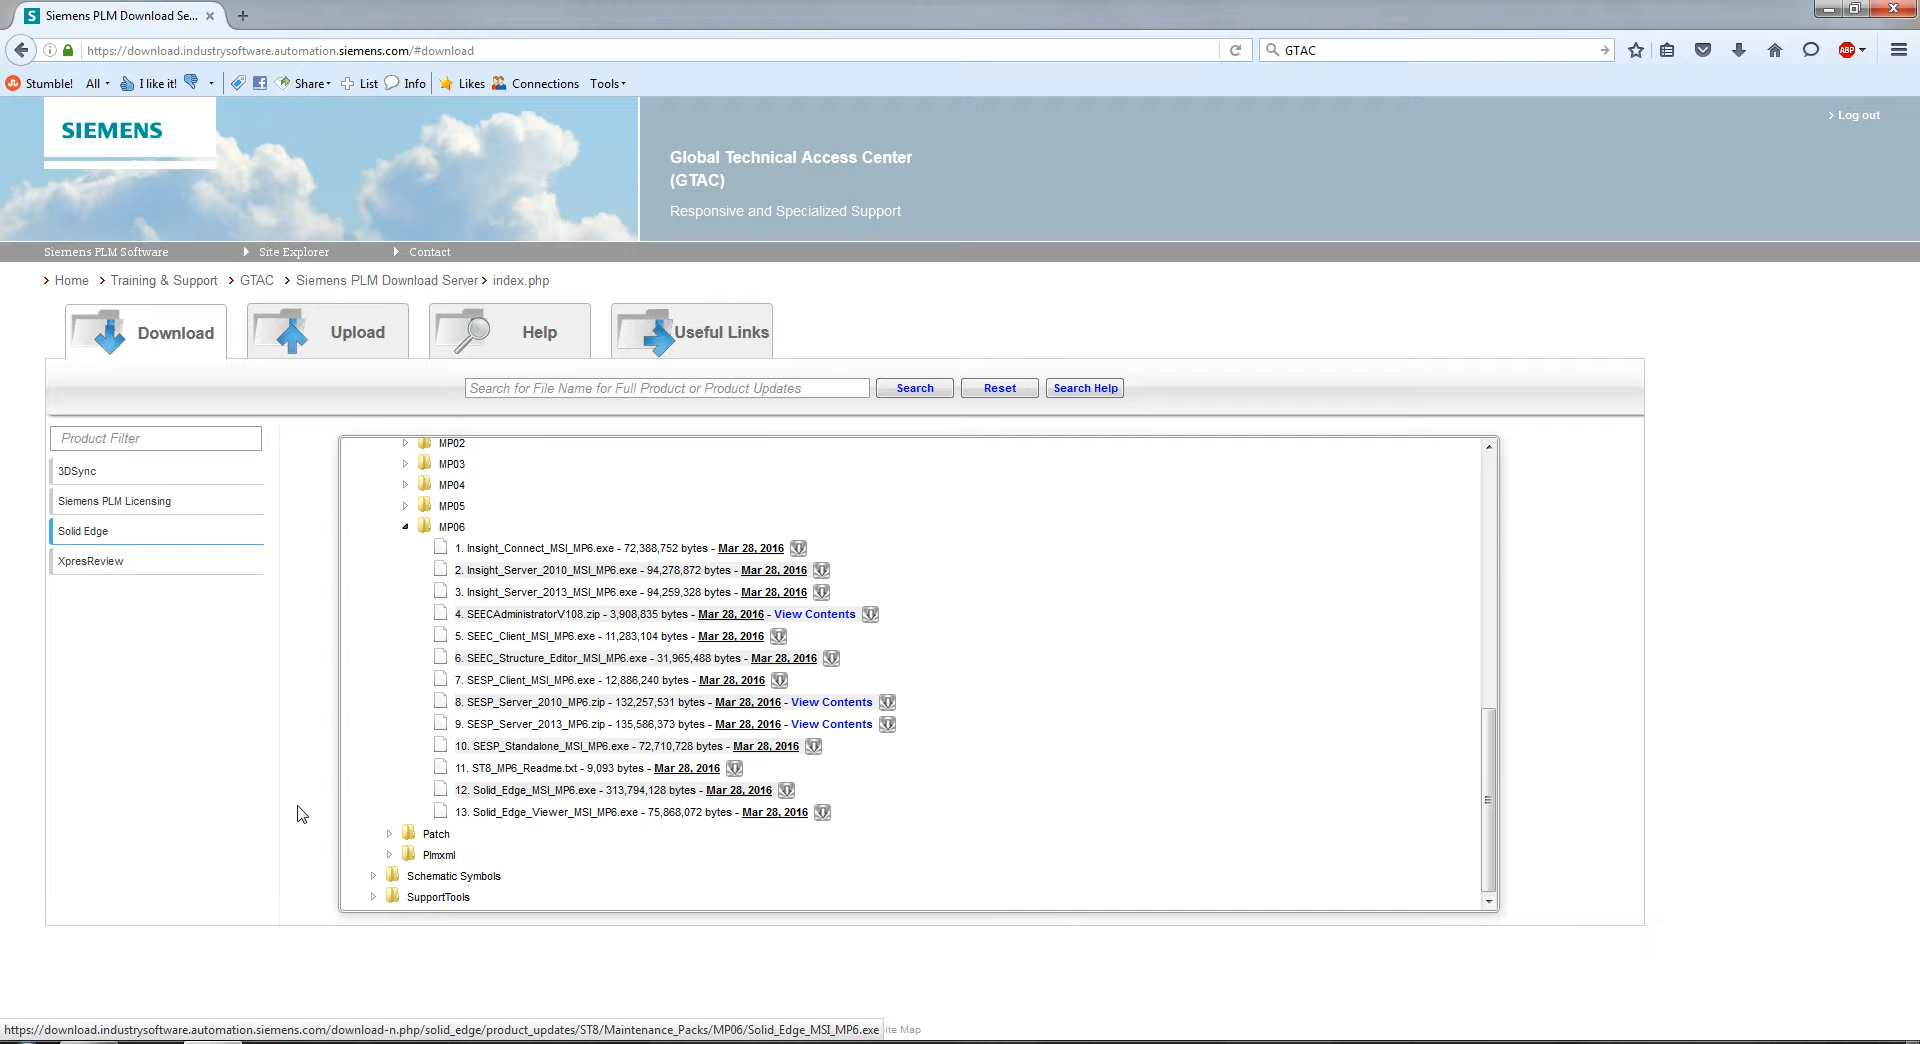 Siemens PLM Download Se...
https://download.industrysoftware.automation.siemens.com/#download
GTAC
ABP
Stumble! All I like it! Share List Info Likes Connections Tools
SIEMENS
Log out
Global Technical Access Center
(GTAC)
Responsive and Specialized Support
Siemens PLM Software Site Explorer Contact
Home Training & Support GTAC Siemens PLM Download Server index.php
Download Upload Help Useful Links
Search for File Name for Full Product or Product Updates Search Reset Search Help
Product Filter
3DSync
Siemens PLM Licensing
Solid Edge
XpresReview
MP02
MP03
MP04
MP05
MP06
1. Insight_Connect_MSI_MP6.exe - 72,388,752 bytes - Mar 28, 2016
2. Insight_Server_2010_MSI_MP6.exe - 94,278,872 bytes - Mar 28, 2016
3. Insight_Server_2013_MSI_MP6.exe - 94,259,328 bytes - Mar 28, 2016
4. SEECAdministratorV108.zip - 3,908,835 bytes - Mar 28, 2016 - View Contents
5. SEEC_Client_MSI_MP6.exe - 11,283,104 bytes - Mar 28, 2016
6. SEEC_Structure_Editor_MSI_MP6.exe - 31,965,488 bytes - Mar 28, 2016
7. SESP_Client_MSI_MP6.exe - 12,886,240 bytes - Mar 28, 2016
8. SESP_Server_2010_MP6.zip - 132,257,531 bytes - Mar 28, 2016 - View Contents
9. SESP_Server_2013_MP6.zip - 135,586,373 bytes - Mar 28, 2016 - View Contents
10. SESP_Standalone_MSI_MP6.exe - 72,710,728 bytes - Mar 28, 2016
11. ST8_MP6_Readme.txt - 9,093 bytes - Mar 28, 2016
12. Solid_Edge_MSI_MP6.exe - 313,794,128 bytes - Mar 28, 2016
13. Solid_Edge_Viewer_MSI_MP6.exe - 75,868,072 bytes - Mar 28, 2016
Patch
Plmxml
Schematic Symbols
SupportTools
https://download.industrysoftware.automation.siemens.com/download-n.php/solid_edge/product_updates/ST8/Maintenance_Packs/MP06/Solid_Edge_MSI_MP6.exe ite Map